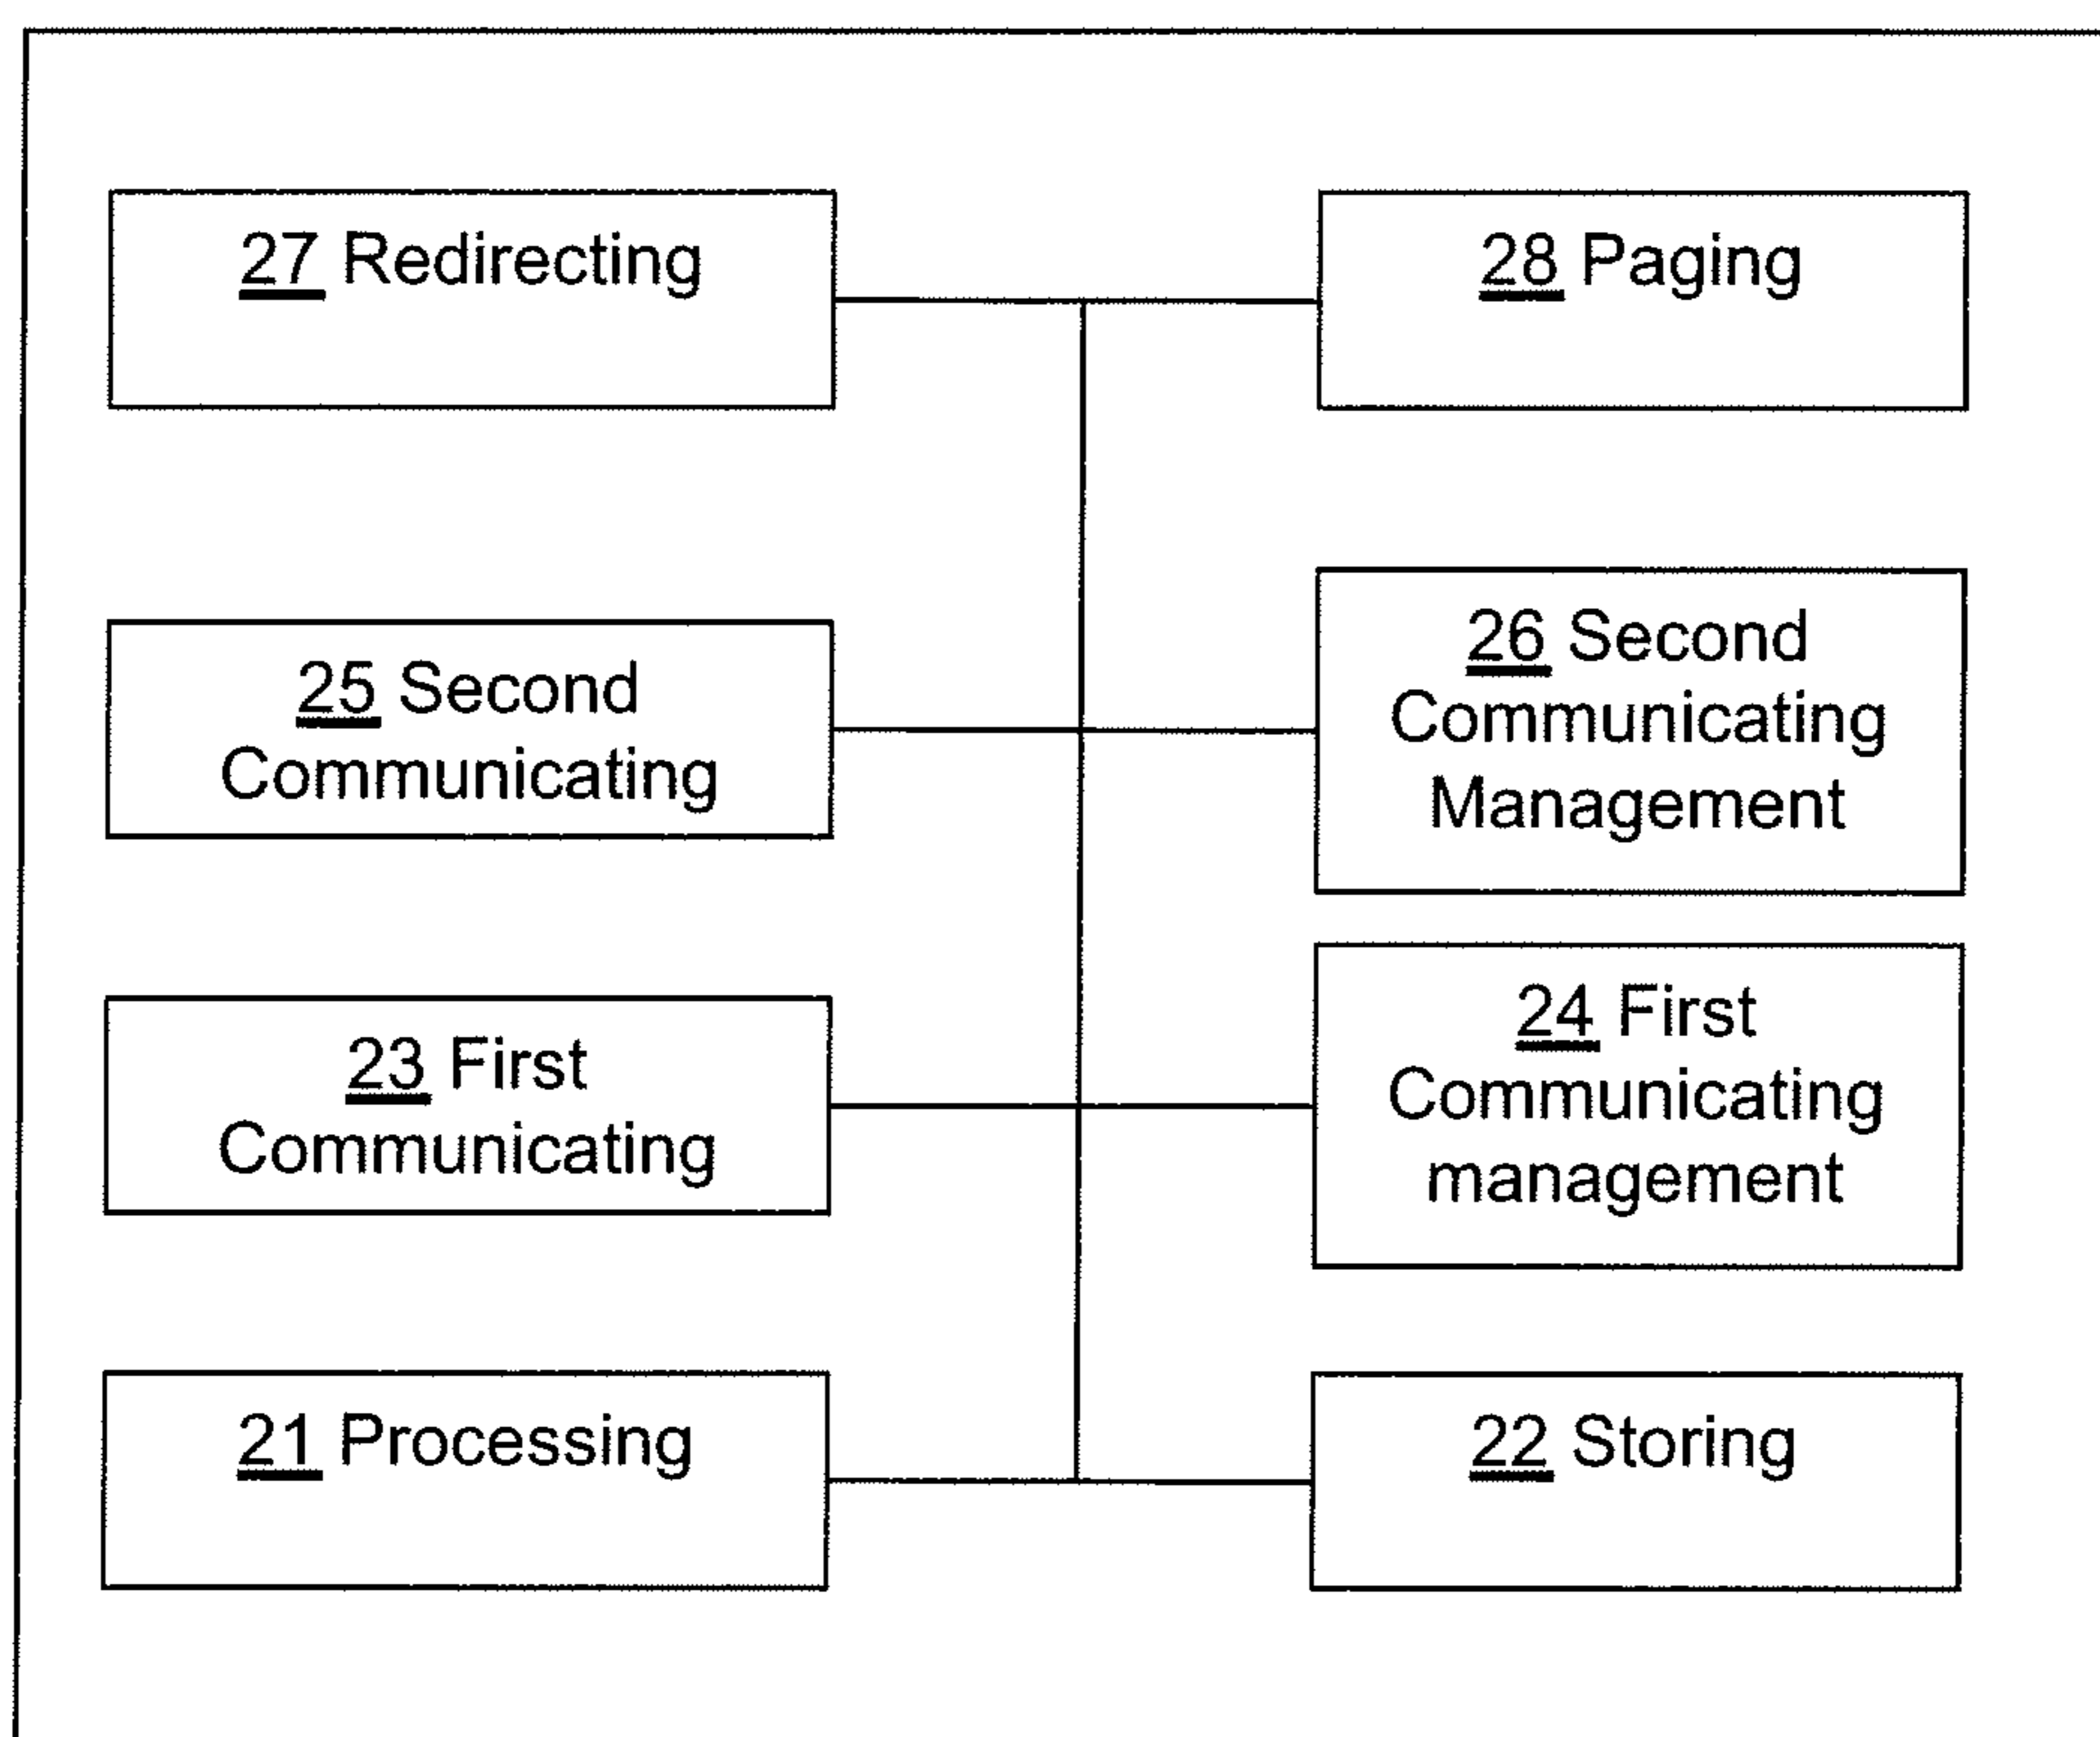 27 Redirecting
28 Paging
25 Second
Communicating
26 Second
Communicating
Management
23 First
Communicating
24 First
Communicating
management
21 Processing
22 Storing